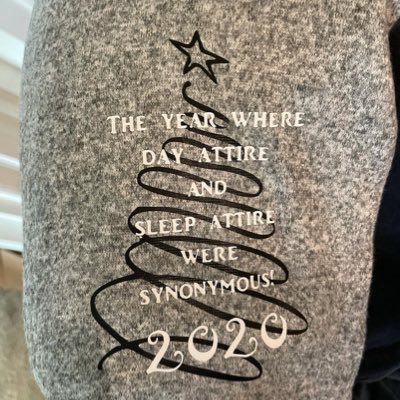 THE YEAR WHERE
DAY ATTIRE
AND
SLEEP ATTIRE
WERE
SYNONYMOUS!
2020